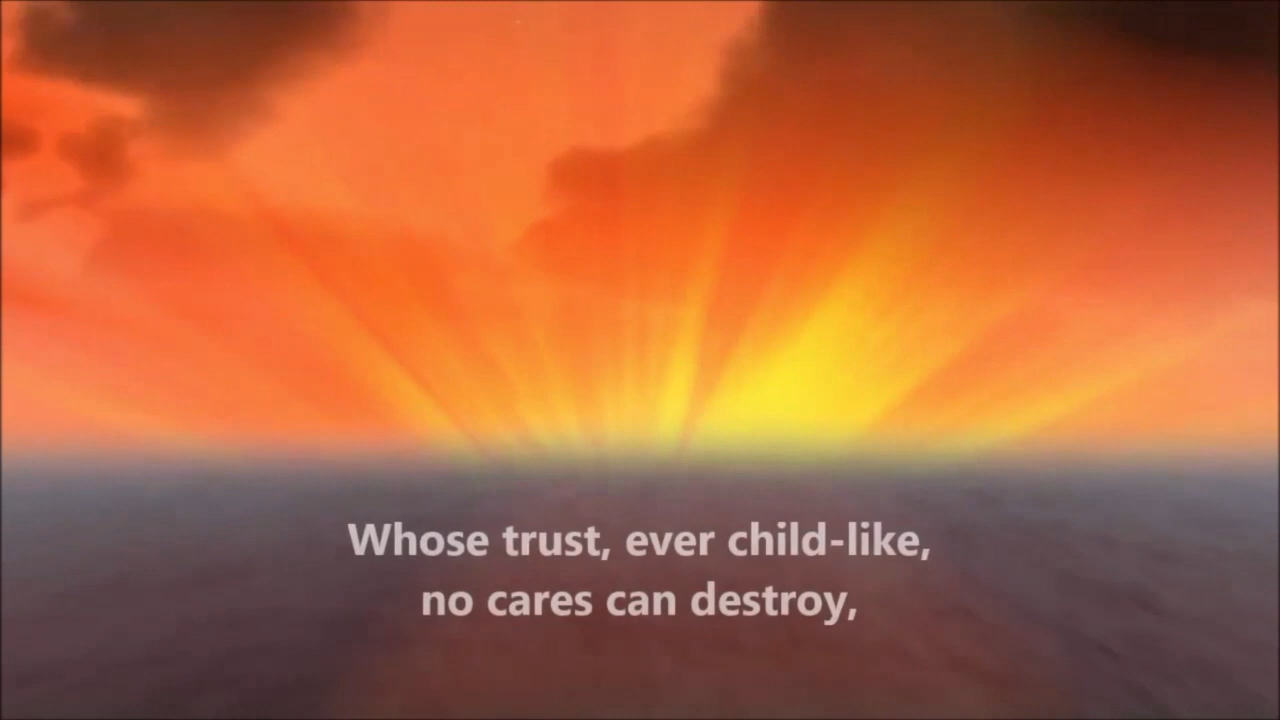 Whose trust, ever child-like,
no cares can destroy,